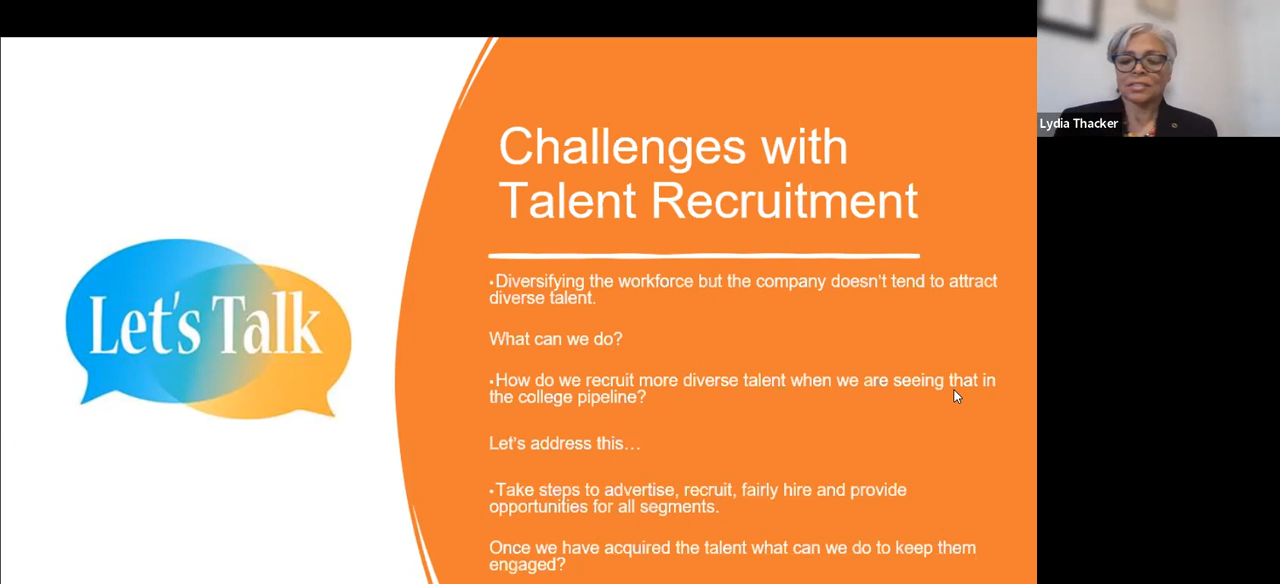 Lydia Thacker
Challenges with
Talent Recruitment
Let's Talk
•Diversifying the workforce but the company doesn't tend to attract
diverse talent.
What can we do?
•How do we recruit more diverse talent when we are seeing that in
the college pipeline?
Let's address this…
•Take steps to advertise, recruit, fairly hire and provide
opportunities for all segments.
Once we have acquired the talent what can we do to keep them
engaged?